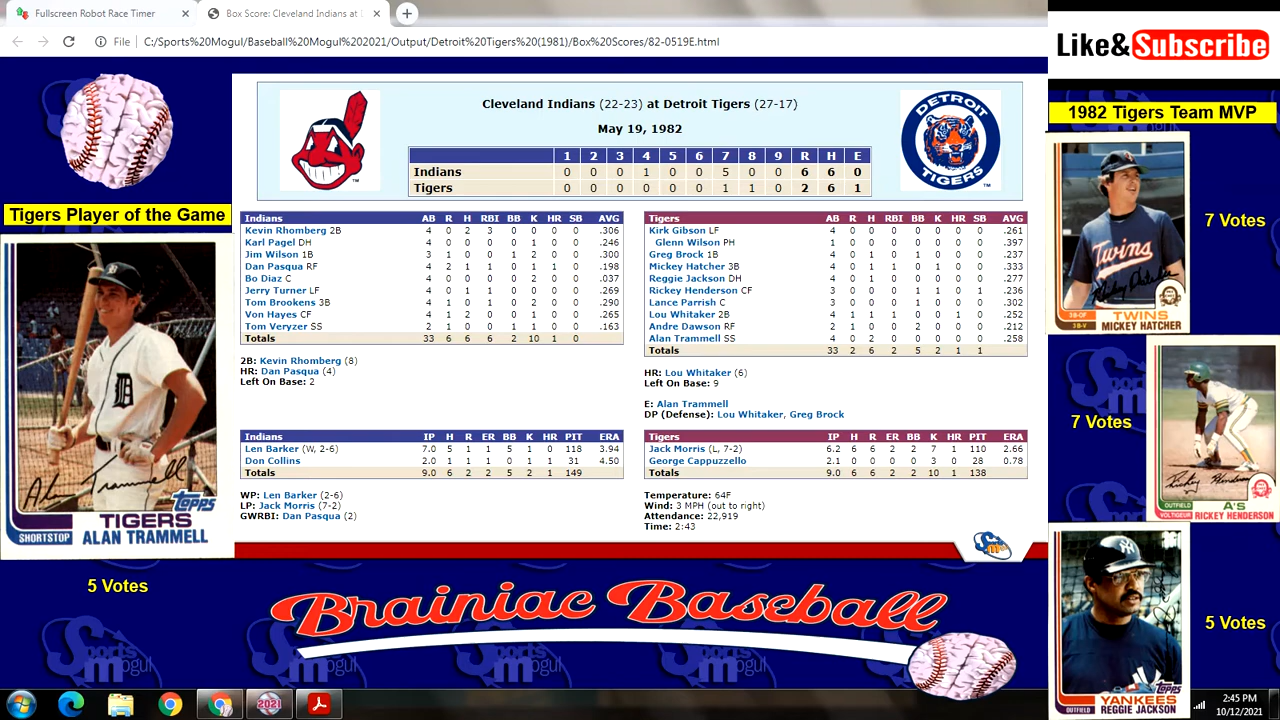 Fullscreen Robot Race Timer
Box Score: Cleveland Indians at
File C:/Sports%20Mogul/Baseball%20Mogul%202021/Output/Detroit%20Tigers%20(1981)/Box%20Scores/82-0519E.html
Like& Subscribe
Cleveland Indians (22-23) at Detroit Tigers (27-17)
May 19, 1982
1 2 3 4 5 6 7 8 9 R H E
Indians 0 0 0 1 0 0 5 0 0 6 6 0
Tigers 0 0 0 0 0 0 1 1 0 2 6 1
DETROIT TIGERS
Tigers Player of the Game
TIGERS
SHORTSTOP ALAN TRAMMELL
topps
5 Votes
Indians AB R H RBI BB K HR SB AVG
Kevin Rhomberg 2B 4 0 2 1 0 0 0 0 .306
Karl Pagel DH 4 0 0 0 0 1 0 0 .246
Jim Wilson 1B 3 1 0 0 1 2 0 0 .300
Dan Pasqua RF 4 2 1 1 0 1 1 0 .198
Bo Diaz C 4 0 0 0 0 2 0 0 .037
Jerry Turner LF 4 0 1 1 0 0 0 0 .269
Tom Brookens 3B 4 1 0 1 0 2 0 0 .290
Von Hayes CF 4 1 1 0 0 1 0 0 .265
Tom Veryzer SS 2 1 1 2 1 1 0 0 .163
Totals 33 6 6 6 2 10 1 0
2B: Kevin Rhomberg (8)
HR: Dan Pasqua (4)
Left On Base: 2
Tigers AB R H RBI BB K HR SB AVG
Kirk Gibson LF 4 0 0 0 0 0 0 0 .261
Glenn Wilson PH 1 0 0 0 0 0 0 0 .397
Greg Brock 1B 4 0 1 0 1 0 0 0 .237
Mickey Hatcher 3B 4 0 1 1 0 1 0 0 .333
Reggie Jackson DH 4 0 1 0 0 0 0 0 .277
Rickey Henderson CF 3 0 0 0 1 1 0 0 .236
Lance Parrish C 3 0 0 0 1 0 0 1 .302
Lou Whitaker 2B 4 1 1 1 0 0 1 0 .252
Andre Dawson RF 2 1 0 0 2 0 0 0 .212
Alan Trammell SS 4 0 2 0 0 0 0 0 .258
Totals 33 2 6 2 5 2 1 1
HR: Lou Whitaker (6)
Left On Base: 9
E: Alan Trammell
DP (Defense): Lou Whitaker, Greg Brock
Indians IP H R ER BB K HR PIT ERA
Len Barker (W, 2-6) 7.0 5 1 1 5 1 0 118 3.94
Don Collins 2.0 1 1 1 0 1 1 31 4.50
Totals 9.0 6 2 2 5 2 1 149
WP: Len Barker (2-6)
LP: Jack Morris (7-2)
GWRBI: Dan Pasqua (2)
Tigers IP H R ER BB K HR PIT ERA
Jack Morris (L, 7-2) 6.2 6 6 2 2 7 1 110 2.66
George Cappuzzello 2.1 0 0 0 0 3 0 28 0.78
Totals 9.0 6 6 2 2 10 1 138
Temperature: 64F
Wind: 3 MPH (out to right)
Attendance: 22,919
Time: 2:43
Brainiac Baseball
1982 Tigers Team MVP
Twins
TWINS
3B-OF
3B-V MICKEY HATCHER
7 Votes
7 Votes
OUTFIELD A'S
VOLTIGEUR RICKEY HENDERSON
topps
YANKEES
OUTFIELD REGGIE JACKSON
5 Votes
2021
2:45 PM
10/12/2021